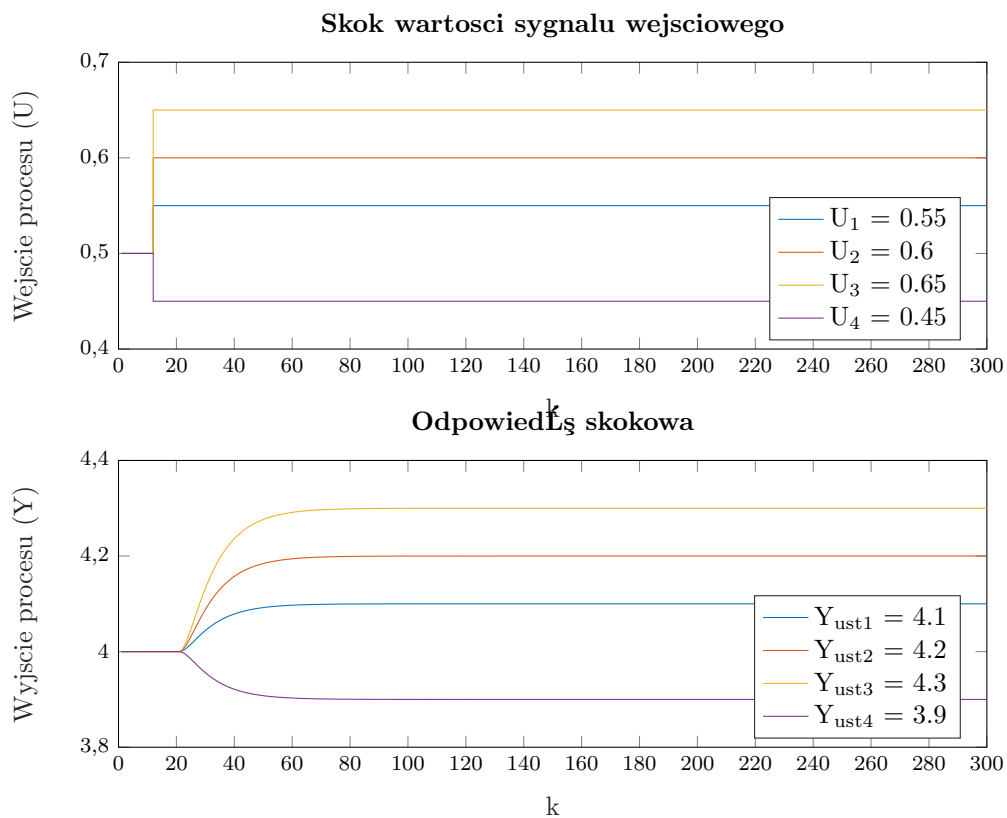 Skok wartosci sygnalu wejsciowego
Wejscie procesu (U)
0,7
0,6
0,5
0,4
U1 = 0.55
U2 = 0.6
U3 = 0.65
U4 = 0.45
0 20 40 60 80 100 120 140 160 180 200 220 240 260 280 300
k
OdpowiedĹş skokowa
Wyjscie procesu (Y)
4,4
4,2
4
3,8
Yust1 = 4.1
Yust2 = 4.2
Yust3 = 4.3
Yust4 = 3.9
0 20 40 60 80 100 120 140 160 180 200 220 240 260 280 300
k